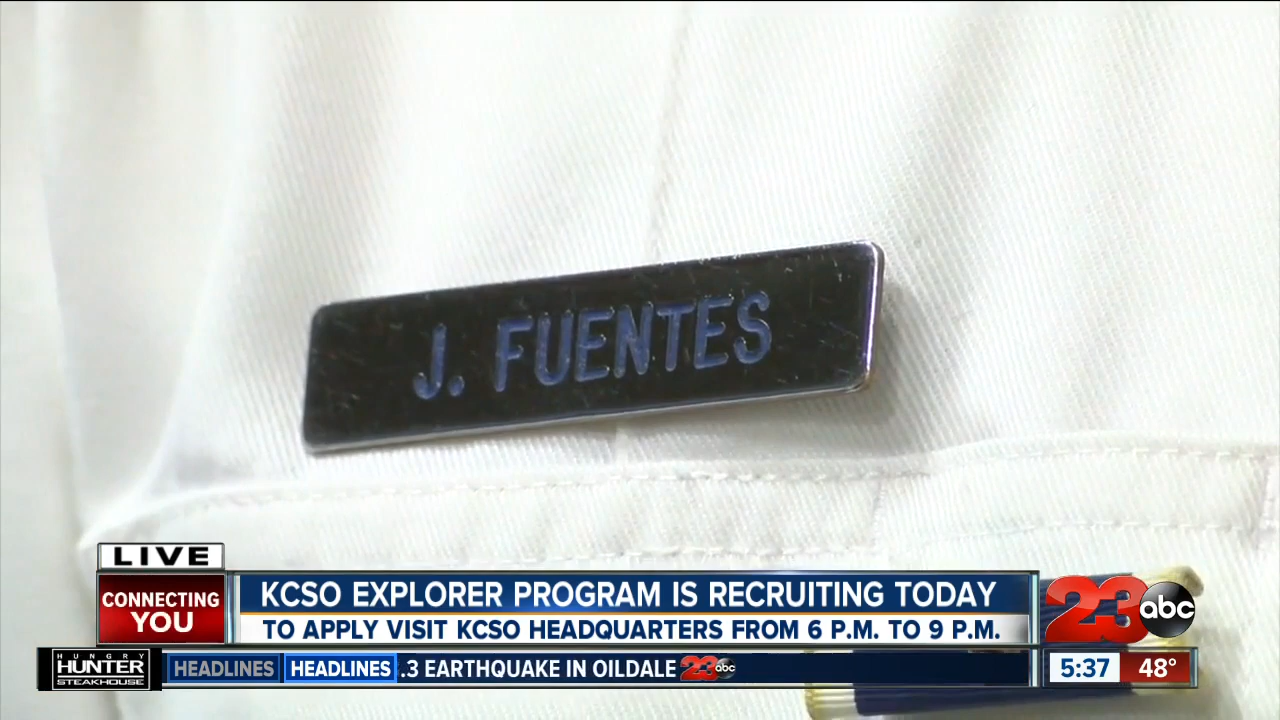 J. FUENTES
LIVE
CONNECTING
YOU
KCSO EXPLORER PROGRAM IS RECRUITING TODAY
TO APPLY VISIT KCSO HEADQUARTERS FROM 6 P.M. TO 9 P.M.
23 abc
HUNGRY
HUNTER
STEAKHOUSE
HEADLINES
HEADLINES
.3 EARTHQUAKE IN OILDALE 23 abc
5:37
48°